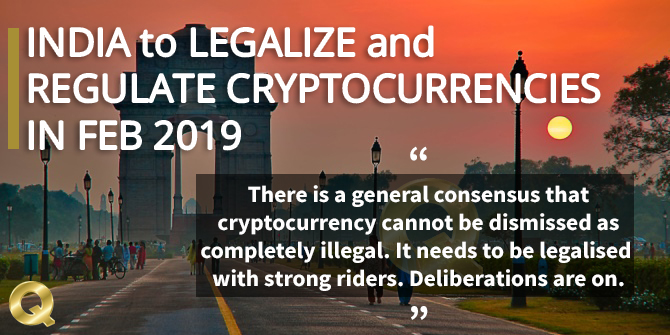 INDIA to LEGALIZE and
REGULATE CRYPTOCURRENCIES
IN FEB 2019
“
There is a general consensus that
cryptocurrency cannot be dismissed as
completely illegal. It needs to be legalised
with strong riders. Deliberations are on.
”
Q